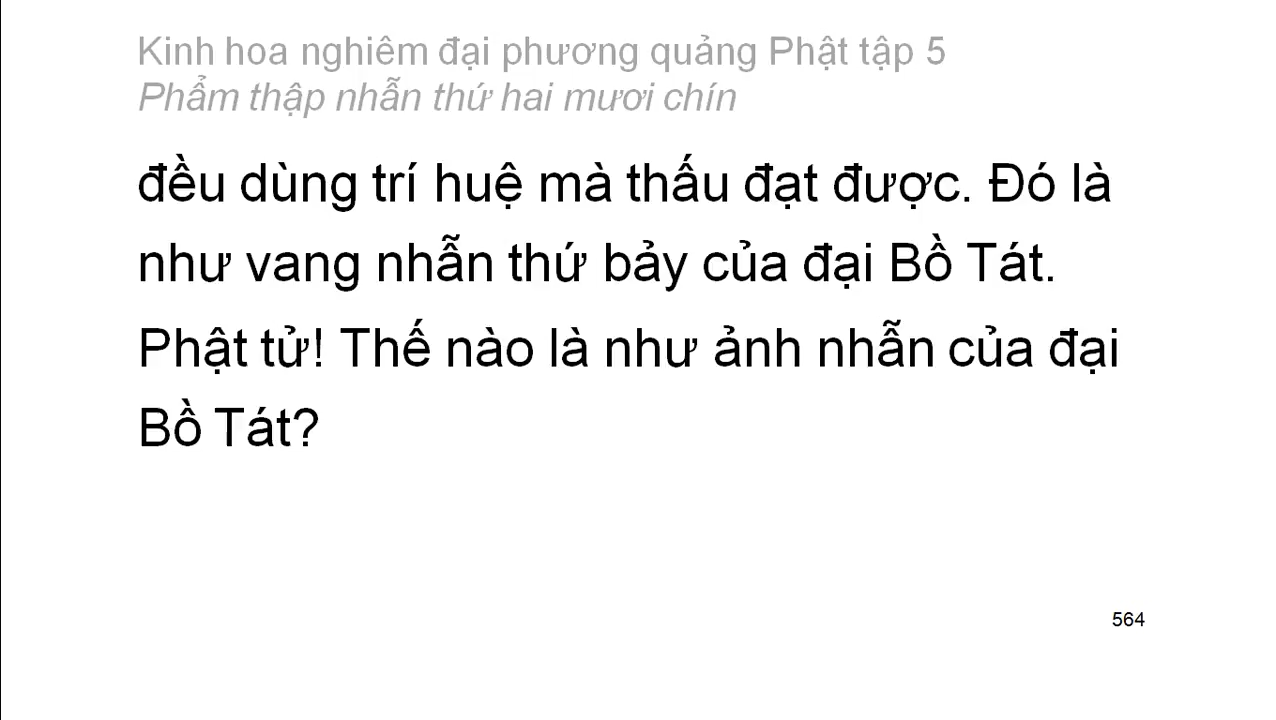 Kinh hoa nghiêm đại phương quảng Phật tập 5
Phẩm thập nhẫn thứ hai mươi chín
đều dùng trí huệ mà thấu đạt được. Đó là
như vang nhẫn thứ bảy của đại Bồ Tát.
Phật tử! Thế nào là như ảnh nhẫn của đại
Bồ Tát?
564